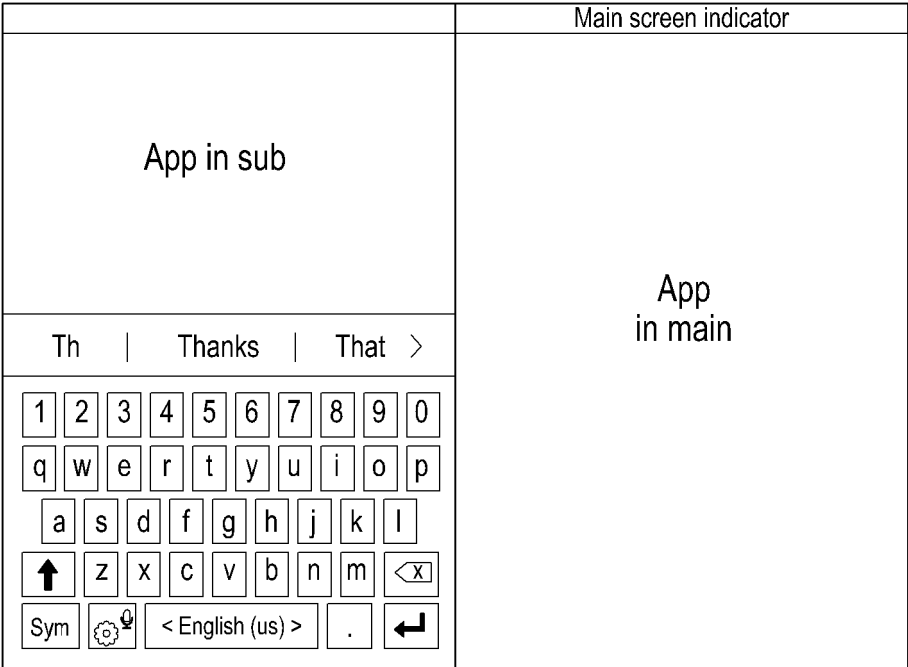 Main screen indicator
App in sub
App
in main
Th | Thanks | That >
1 2 3 4 5 6 7 8 9 0
q w e r t y u i o p
a s d f g h j k l
z x c v b n m x
Sym < English (us) > .